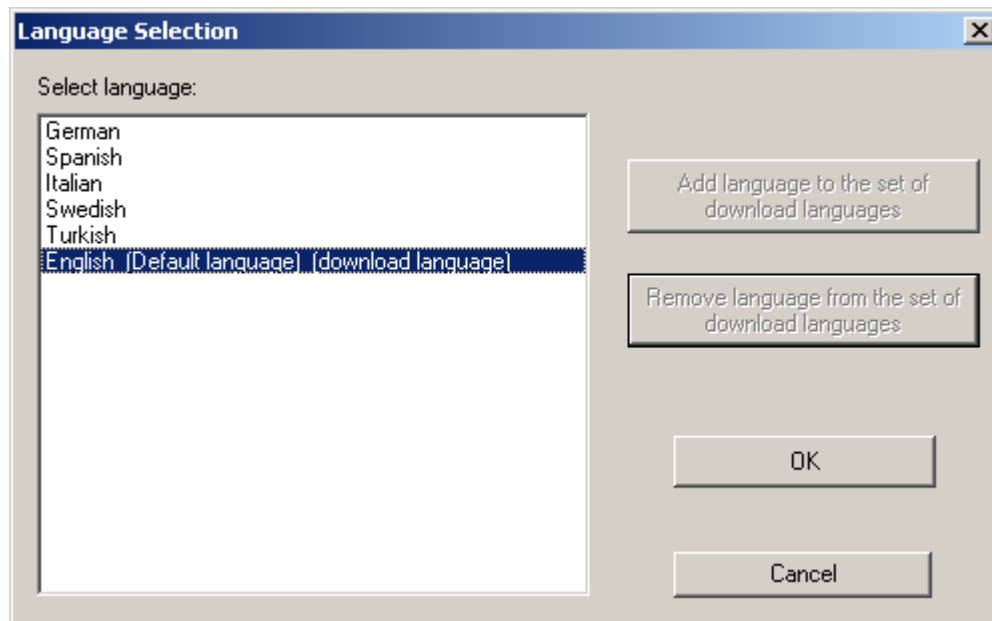 Language Selection
Select language:
German
Spanish
Italian
Swedish
Turkish
English (Default language) (download language)
Add language to the set of
download languages
Remove language from the set of
download languages
OK
Cancel